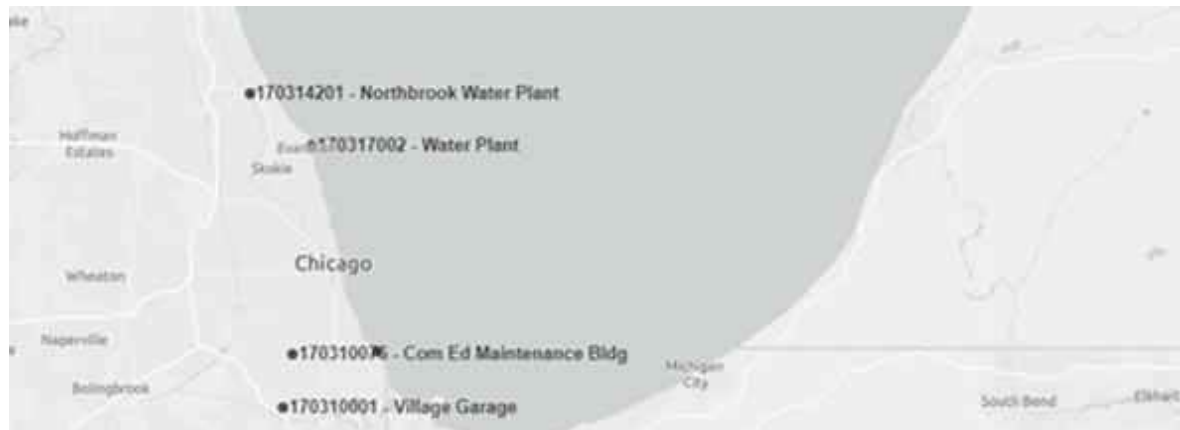 170314201 - Northbrook Water Plant
Hoffman
Estates
170317002 - Water Plant
Skokie
Chicago
Wheaton
Naperville
170310076 - Com Ed Maintenance Bldg
Michigan
City
Bolingbrook
170310001 - Village Garage
South Bend
Elkhart